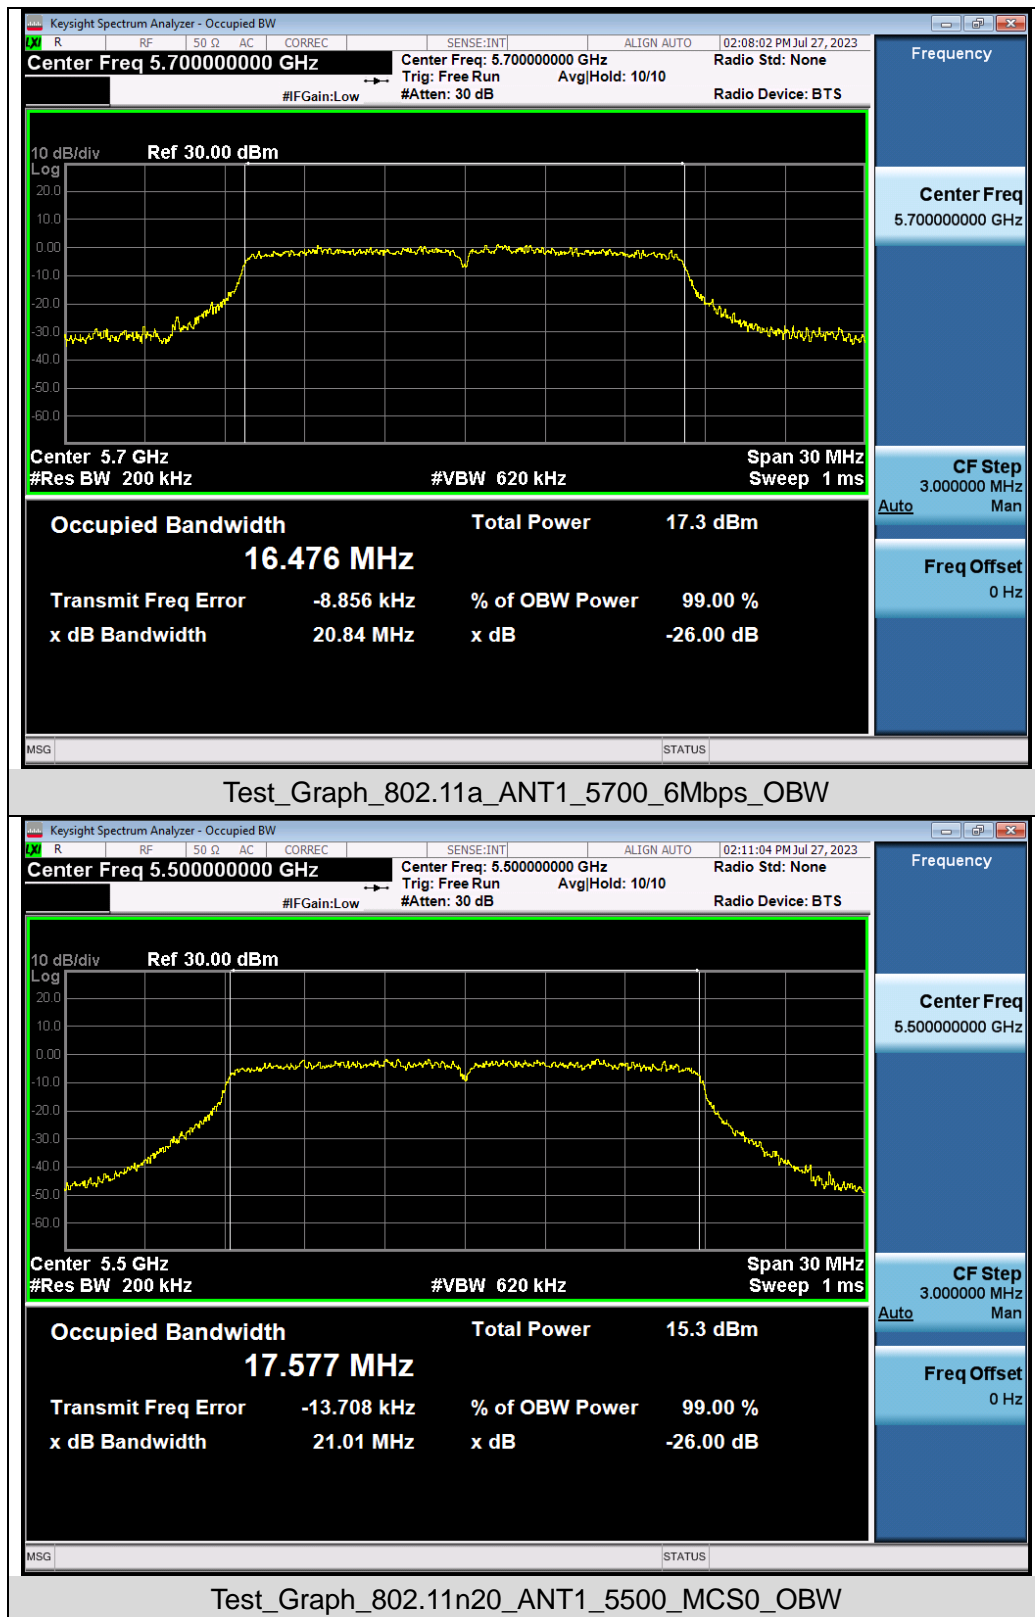 Keysight Spectrum Analyzer - Occupied BW
LXI R RF 50 Ω AC CORREC SENSE:INT ALIGN AUTO 02:08:02 PM Jul 27, 2023
Center Freq 5.700000000 GHz
Center Freq: 5.700000000 GHz
Radio Std: None
Trig: Free Run Avg|Hold: 10/10
#IFGain:Low
#Atten: 30 dB
Radio Device: BTS
10 dB/div Ref 30.00 dBm
Log
20.0
10.0
0.00
-10.0
-20.0
-30.0
-40.0
-50.0
-60.0
Center 5.7 GHz Span 30 MHz
#Res BW 200 kHz #VBW 620 kHz Sweep 1 ms
Occupied Bandwidth Total Power 17.3 dBm
16.476 MHz
Transmit Freq Error -8.856 kHz % of OBW Power 99.00 %
x dB Bandwidth 20.84 MHz x dB -26.00 dB
MSG STATUS
Frequency
Center Freq
5.700000000 GHz
CF Step
3.000000 MHz
Auto Man
Freq Offset
0 Hz
Test_Graph_802.11a_ANT1_5700_6Mbps_OBW
Keysight Spectrum Analyzer - Occupied BW
LXI R RF 50 Ω AC CORREC SENSE:INT ALIGN AUTO 02:11:04 PM Jul 27, 2023
Center Freq 5.500000000 GHz
Center Freq: 5.500000000 GHz
Radio Std: None
Trig: Free Run Avg|Hold: 10/10
#IFGain:Low
#Atten: 30 dB
Radio Device: BTS
10 dB/div Ref 30.00 dBm
Log
20.0
10.0
0.00
-10.0
-20.0
-30.0
-40.0
-50.0
-60.0
Center 5.5 GHz Span 30 MHz
#Res BW 200 kHz #VBW 620 kHz Sweep 1 ms
Occupied Bandwidth Total Power 15.3 dBm
17.577 MHz
Transmit Freq Error -13.708 kHz % of OBW Power 99.00 %
x dB Bandwidth 21.01 MHz x dB -26.00 dB
MSG STATUS
Frequency
Center Freq
5.500000000 GHz
CF Step
3.000000 MHz
Auto Man
Freq Offset
0 Hz
Test_Graph_802.11n20_ANT1_5500_MCS0_OBW